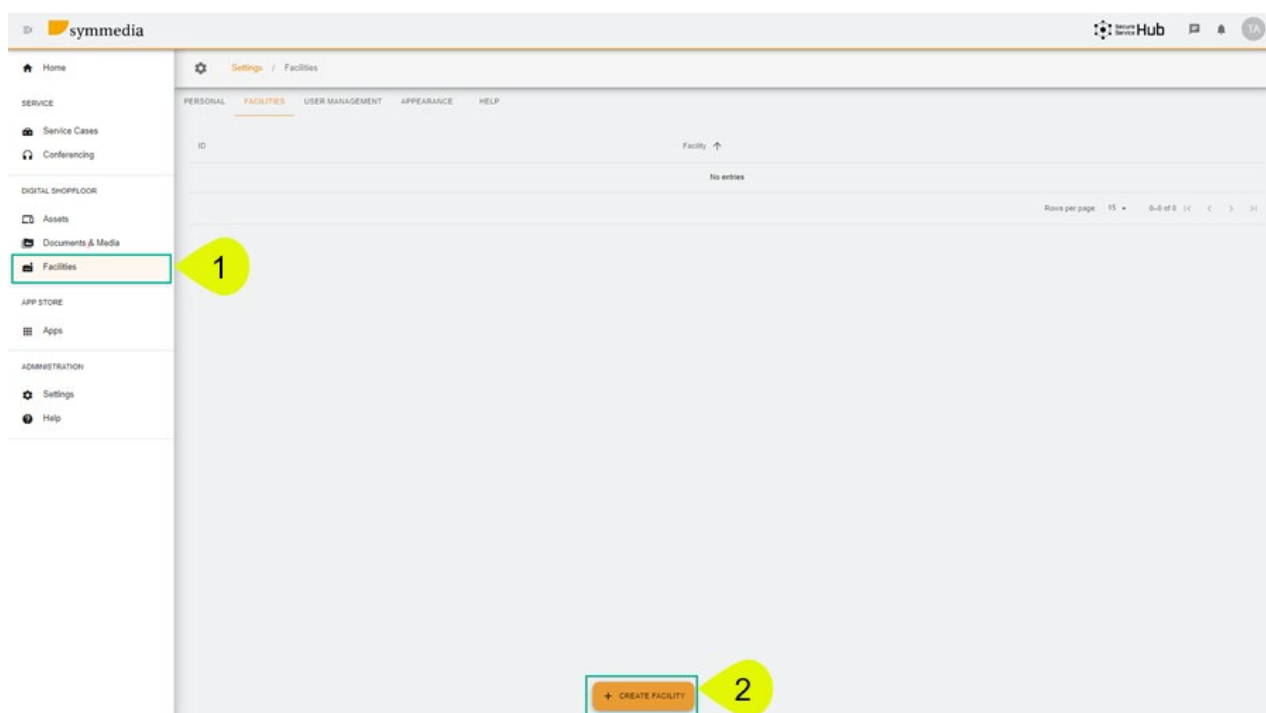 symmedia
Secure Service Hub
TA
Home
Settings / Facilities
SERVICE
PERSONAL FACILITIES USER MANAGEMENT APPEARANCE HELP
Service Cases
Conferencing
ID Facility
No entries
DIGITAL SHOPFLOOR
Rows per page: 15 0–0 of 0
Assets
Documents & Media
Facilities
1
APP STORE
Apps
ADMINISTRATION
Settings
Help
+ CREATE FACILITY
2